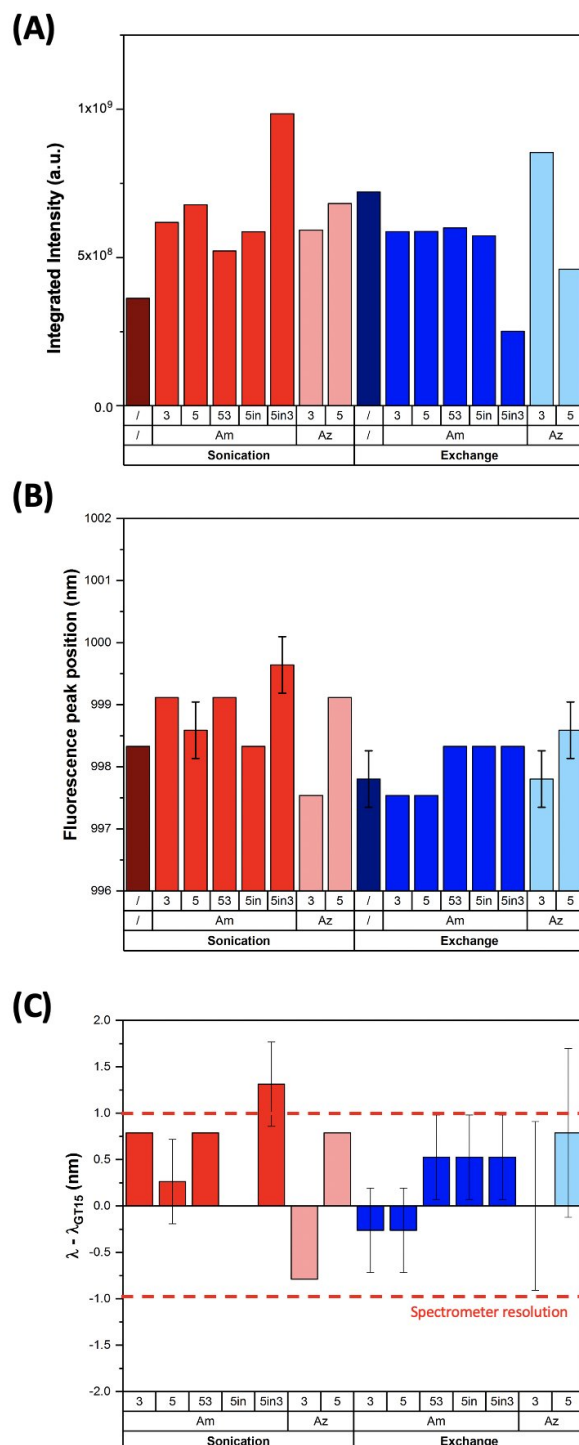 (A)
Integrated Intensity (a.u.)
1x10⁹
5x10⁸
0.0
/ 3 5 53 5in 5in3 3 5 / 3 5 53 5in 5in3 3 5
/ Am Az / Am Az
Sonication Exchange
(B)
Fluorescence peak position (nm)
1002
1001
1000
999
998
997
996
/ 3 5 53 5in 5in3 3 5 / 3 5 53 5in 5in3 3 5
/ Am Az / Am Az
Sonication Exchange
(C)
λ - λGT15 (nm)
2.0
1.5
1.0
0.5
0.0
-0.5
-1.0
-1.5
-2.0
Spectrometer resolution
3 5 53 5in 5in3 3 5 3 5 53 5in 5in3 3 5
Am Az Am Az
Sonication Exchange